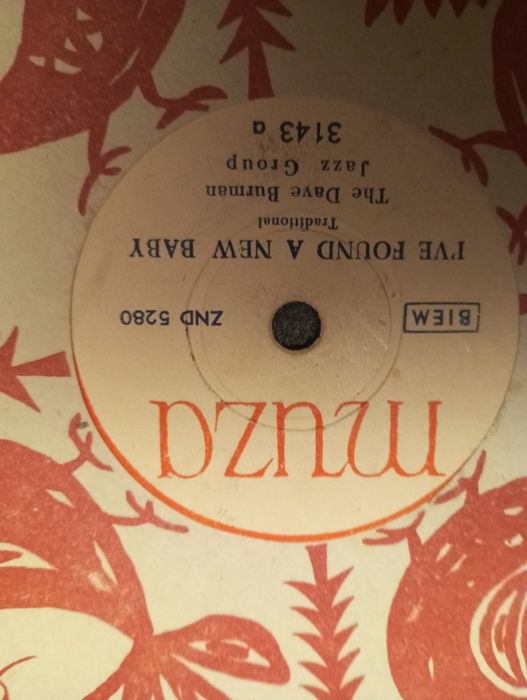 muza
BIEM
ZND 5280
I'VE FOUND A NEW BABY
Traditional
The Dave Burman
Jazz Group
3143 a